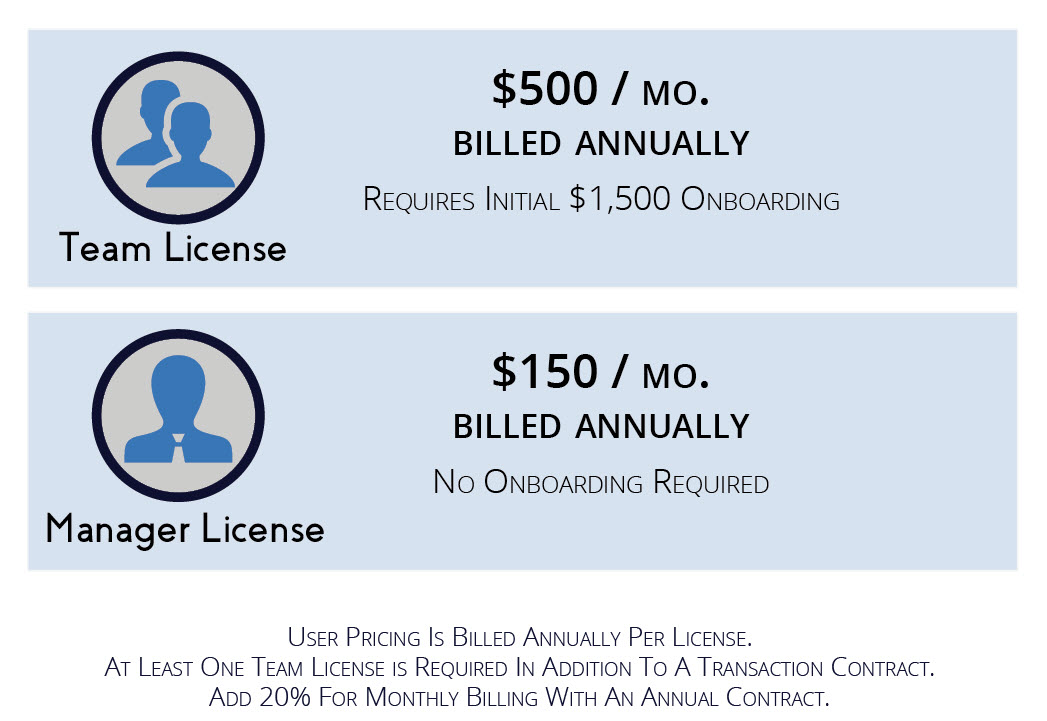 $500 / mo.
billed annually
Requires Initial $1,500 Onboarding
Team License
$150 / mo.
billed annually
No Onboarding Required
Manager License
User Pricing Is Billed Annually Per License.
At Least One Team License is Required In Addition To A Transaction Contract.
Add 20% For Monthly Billing With An Annual Contract.